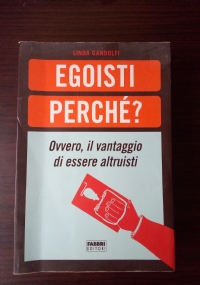 LINDA GANDOLFI
EGOISTI
PERCHÉ?
Ovvero, il vantaggio
di essere altruisti
FABBRI
EDITORI